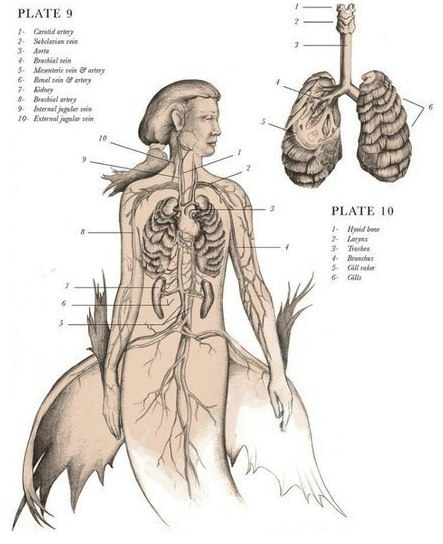 PLATE 9
1- Carotid artery
2- Subclavian vein
3- Aorta
4- Brachial vein
5- Mesenteric vein & artery
6- Renal vein & artery
7- Kidney
8- Brachial artery
9- Internal jugular vein
10- External jugular vein
1
2
3
4
5
6
10
9
1
2
8
3
4
7
6
5
PLATE 10
1- Hyoid bone
2- Larynx
3- Trachea
4- Bronchus
5- Gill raker
6- Gills